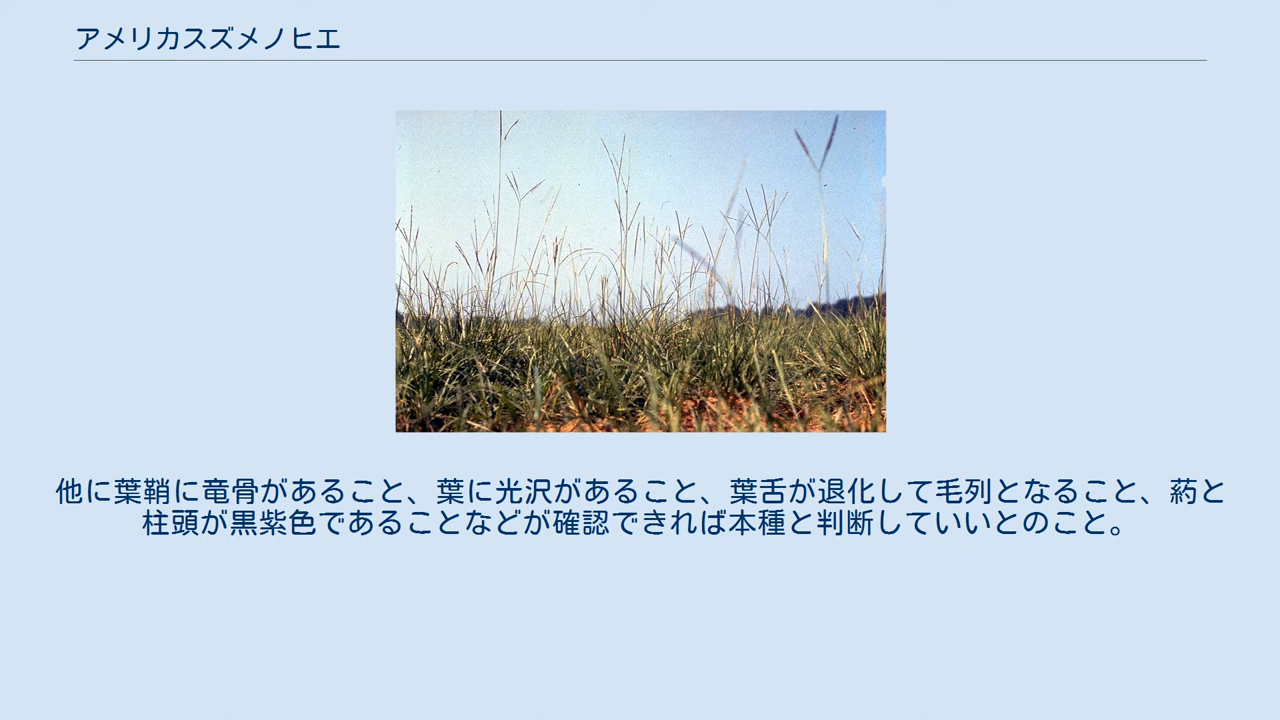 アメリカスズメノヒエ
他に葉鞘に竜骨があること、葉に光沢があること、葉舌が退化して毛列となること、葯と
柱頭が黒紫色であることなどが確認できれば本種と判断していいとのこと。